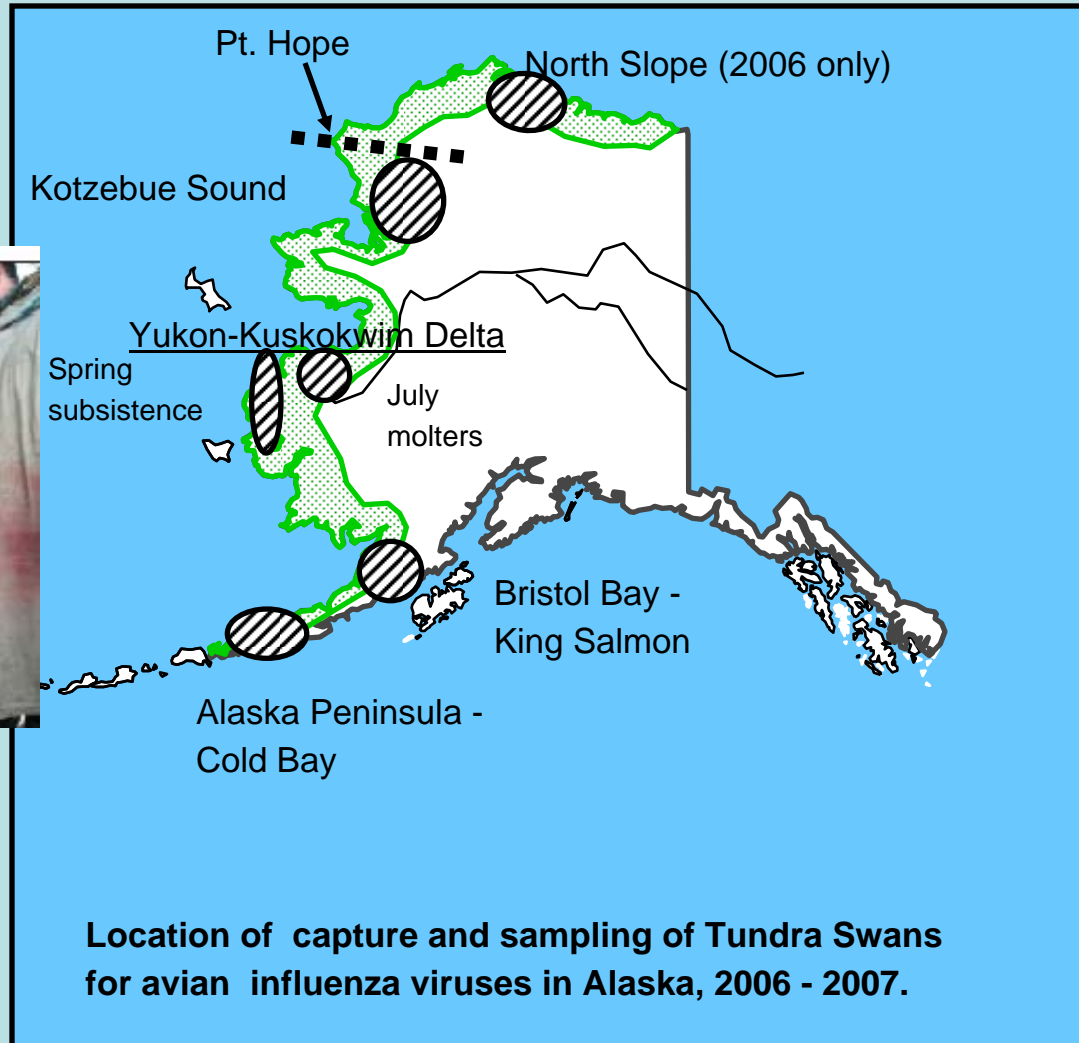 Pt. Hope
North Slope (2006 only)
Kotzebue Sound
Yukon-Kuskokwim Delta
Spring
subsistence
July
molters
Bristol Bay -
King Salmon
Alaska Peninsula -
Cold Bay
Location of capture and sampling of Tundra Swans
for avian influenza viruses in Alaska, 2006 - 2007.